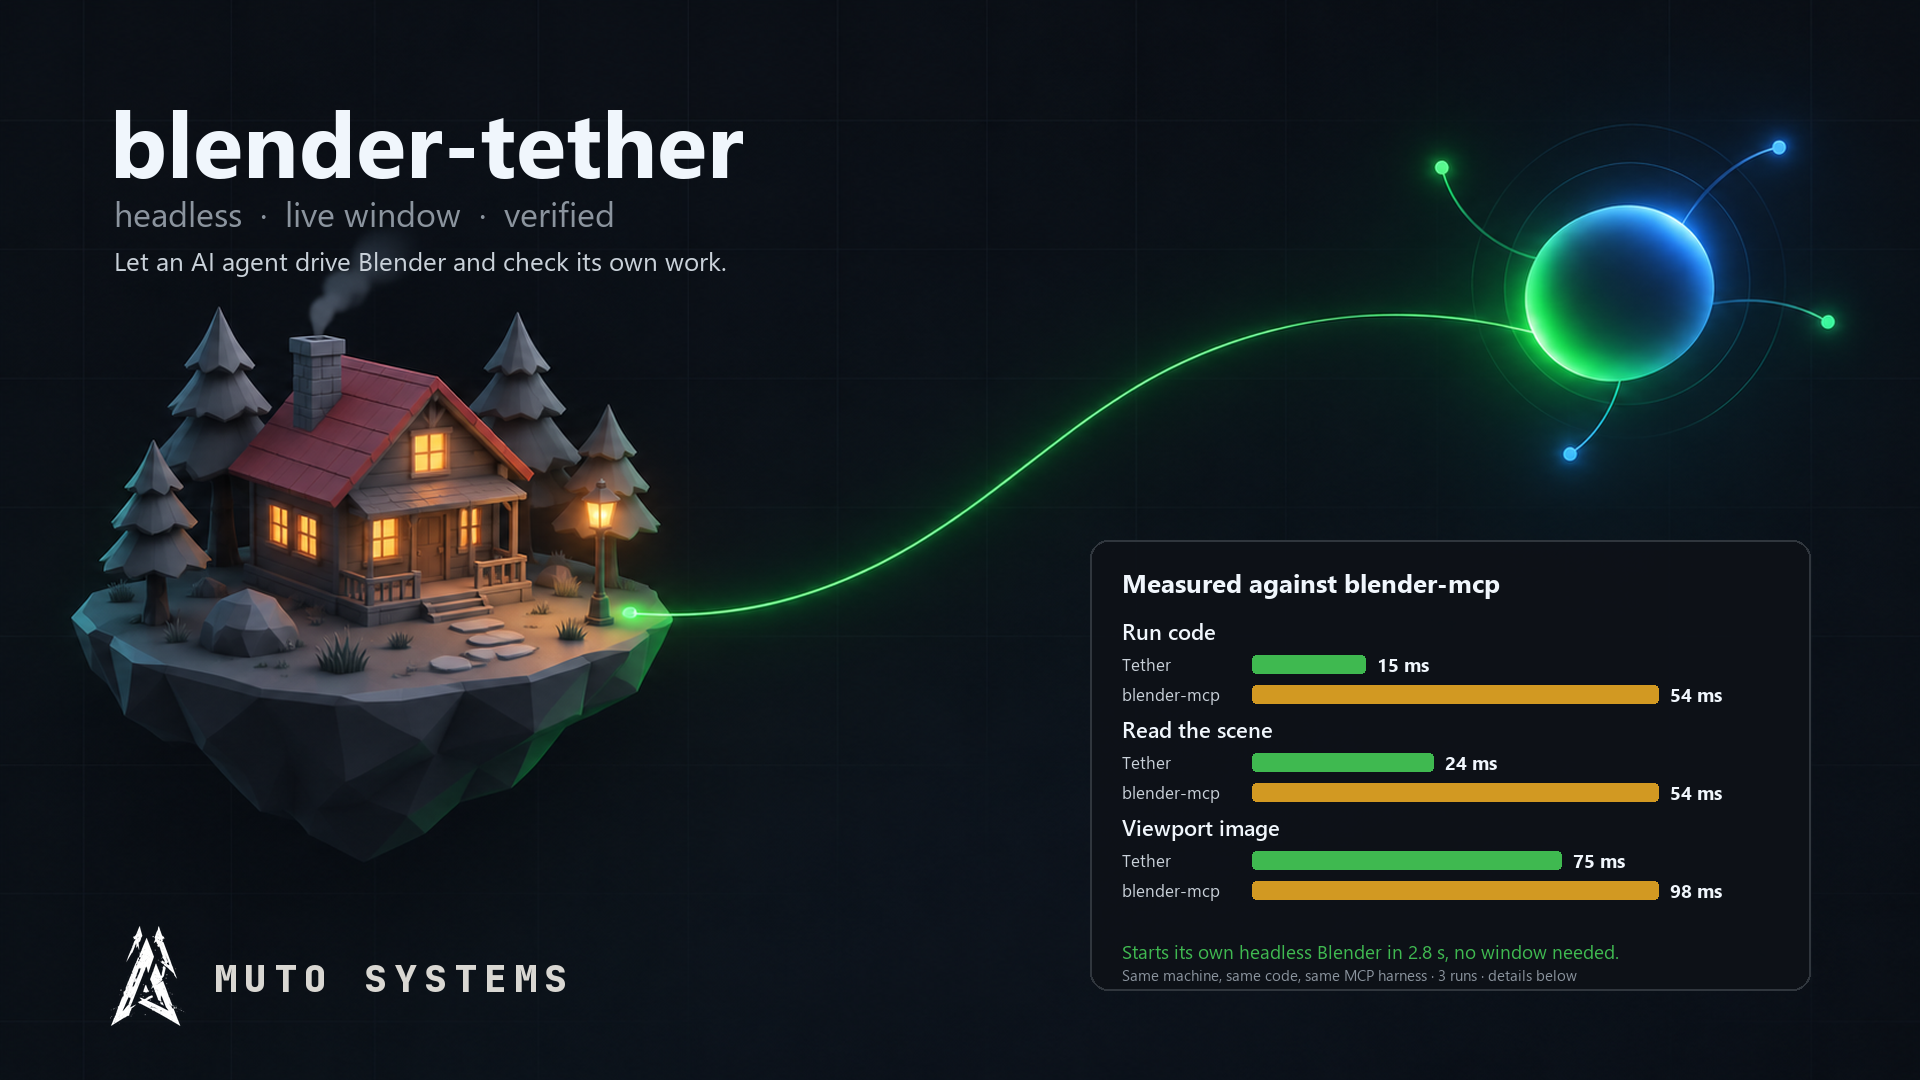 blender-tether
headless · live window · verified
Let an AI agent drive Blender and check its own work.
Measured against blender-mcp
Run code
Tether 15 ms
blender-mcp 54 ms
Read the scene
Tether 24 ms
blender-mcp 54 ms
Viewport image
Tether 75 ms
blender-mcp 98 ms
Starts its own headless Blender in 2.8 s, no window needed.
Same machine, same code, same MCP harness · 3 runs · details below
MUTO SYSTEMS